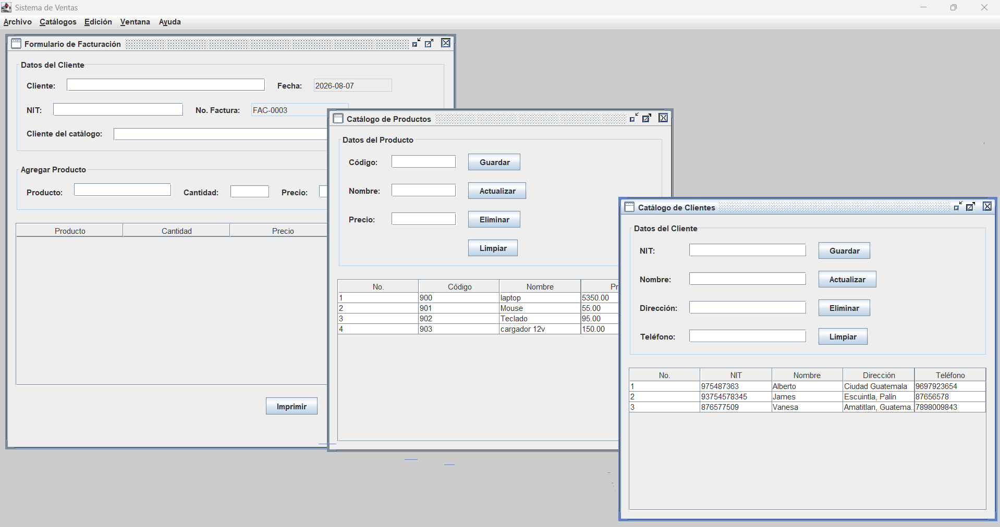 Sistema de Ventas
Archivo Catálogos Edición Ventana Ayuda
Formulario de Facturación
Datos del Cliente
Cliente: Fecha: 2026-08-07
NIT: No. Factura: FAC-0003
Cliente del catálogo:
Agregar Producto
Producto: Cantidad: Precio:
Producto Cantidad Precio
Imprimir
Catálogo de Productos
Datos del Producto
Código: Guardar
Nombre: Actualizar
Precio: Eliminar
Limpiar
No. Código Nombre Pr
1 900 laptop 5350.00
2 901 Mouse 55.00
3 902 Teclado 95.00
4 903 cargador 12v 150.00
Catálogo de Clientes
Datos del Cliente
NIT: Guardar
Nombre: Actualizar
Dirección: Eliminar
Teléfono: Limpiar
No. NIT Nombre Dirección Teléfono
1 975487363 Alberto Ciudad Guatemala 9697923654
2 93754578345 James Escuintla, Palín 87656578
3 876577509 Vanesa Amatitlan, Guatema.. 7898009843